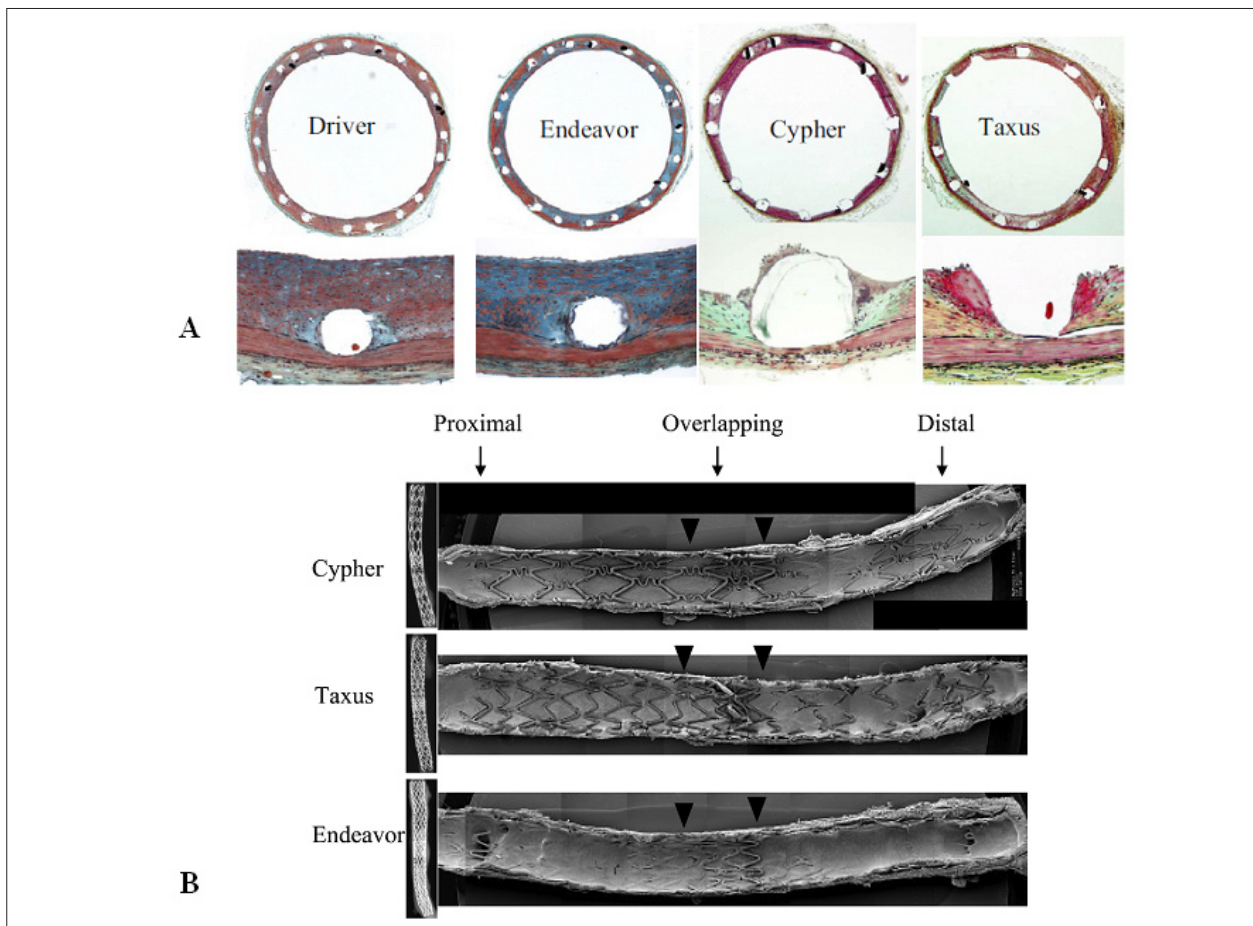 Driver
Endeavor
Cypher
Taxus
A
Proximal
Overlapping
Distal
Cypher
Taxus
Endeavor
B